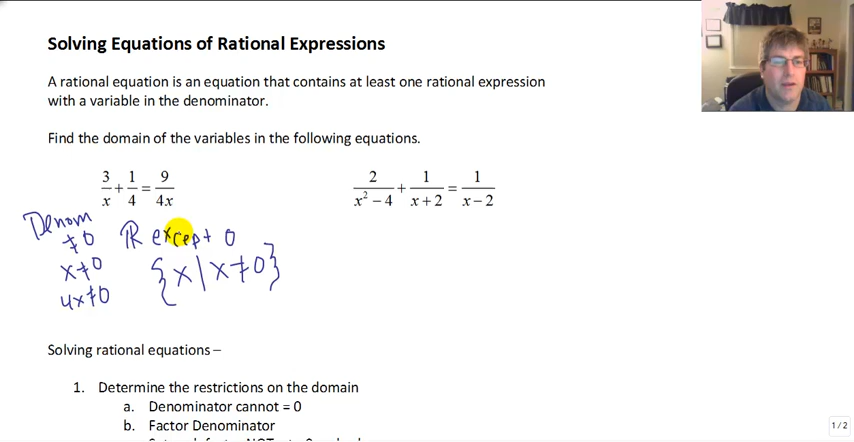 Solving Equations of Rational Expressions
A rational equation is an equation that contains at least one rational expression
with a variable in the denominator.
Find the domain of the variables in the following equations.
3/x + 1/4 = 9/4x
2/(x² − 4) + 1/(x + 2) = 1/(x − 2)
Denom
≠0
x≠0
4x≠0
ℝ except 0
{x|x≠0}
Solving rational equations –
1. Determine the restrictions on the domain
a. Denominator cannot = 0
b. Factor Denominator
1 / 2